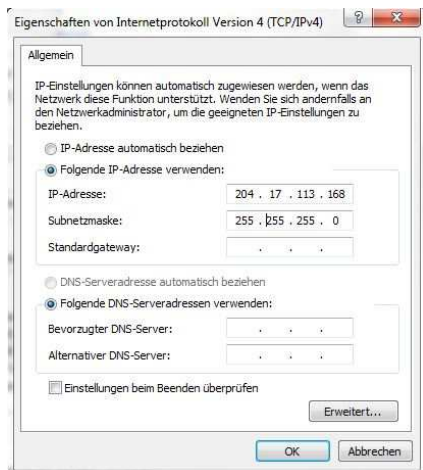 Eigenschaften von Internetprotokoll Version 4 (TCP/IPv4)
Allgemein
IP-Einstellungen können automatisch zugewiesen werden, wenn das
Netzwerk diese Funktion unterstützt. Wenden Sie sich andernfalls an
den Netzwerkadministrator, um die geeigneten IP-Einstellungen zu
beziehen.
IP-Adresse automatisch beziehen
Folgende IP-Adresse verwenden:
IP-Adresse: 204 . 17 . 113 . 168
Subnetzmaske: 255 . 255 . 255 . 0
Standardgateway: . . .
DNS-Serveradresse automatisch beziehen
Folgende DNS-Serveradressen verwenden:
Bevorzugter DNS-Server: . . .
Alternativer DNS-Server: . . .
Einstellungen beim Beenden überprüfen
Erweitert...
OK Abbrechen